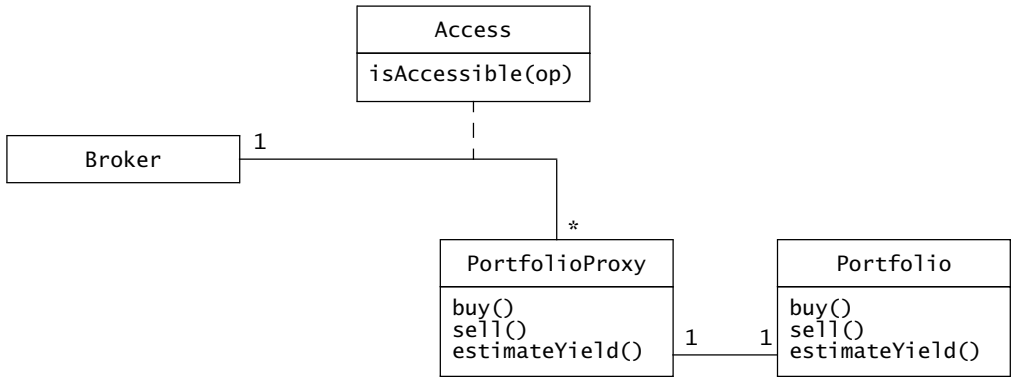 Access
isAccessible(op)
Broker
1
*
PortfolioProxy
buy()
sell()
estimateYield()
1
1
Portfolio
buy()
sell()
estimateYield()